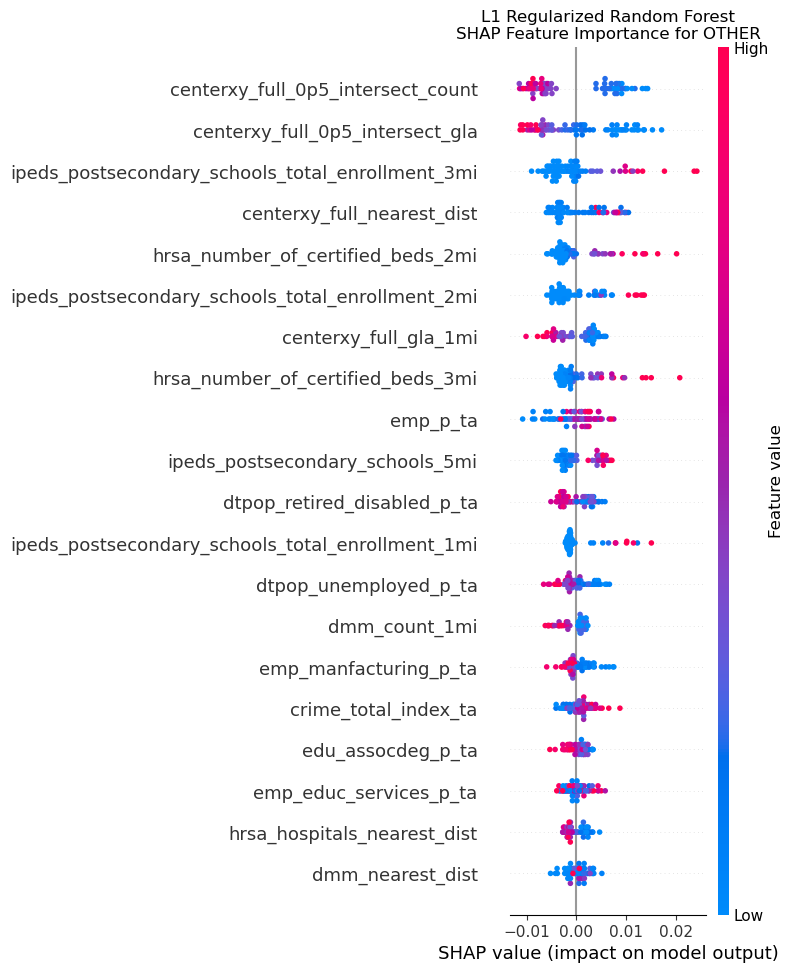 L1 Regularized Random Forest
SHAP Feature Importance for OTHER
High
centerxy_full_0p5_intersect_count
centerxy_full_0p5_intersect_gla
ipeds_postsecondary_schools_total_enrollment_3mi
centerxy_full_nearest_dist
hrsa_number_of_certified_beds_2mi
ipeds_postsecondary_schools_total_enrollment_2mi
centerxy_full_gla_1mi
hrsa_number_of_certified_beds_3mi
emp_p_ta
ipeds_postsecondary_schools_5mi
dtpop_retired_disabled_p_ta
ipeds_postsecondary_schools_total_enrollment_1mi
dtpop_unemployed_p_ta
dmm_count_1mi
emp_manfacturing_p_ta
crime_total_index_ta
edu_assocdeg_p_ta
emp_educ_services_p_ta
hrsa_hospitals_nearest_dist
dmm_nearest_dist
Feature value
Low
−0.01 0.00 0.01 0.02
SHAP value (impact on model output)